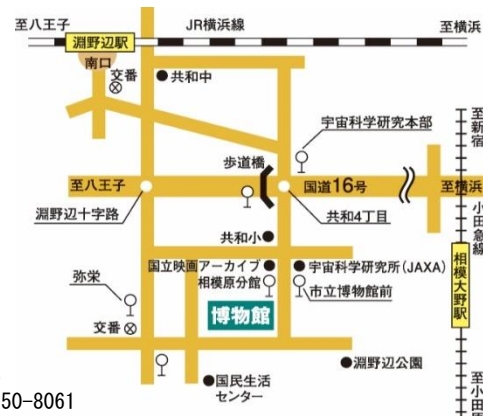 至八王子
JR横浜線
至横浜
淵野辺駅
南口
交番
共和中
宇宙科学研究本部
至新宿
歩道橋
至八王子
国道16号
至横浜
淵野辺十字路
共和4丁目
小田急線
共和小
国立映画アーカイブ
相模原分館
宇宙科学研究所(JAXA)
相模大野駅
弥栄
市立博物館前
博物館
交番
淵野辺公園
国民生活
センター
至小田原
50-8061